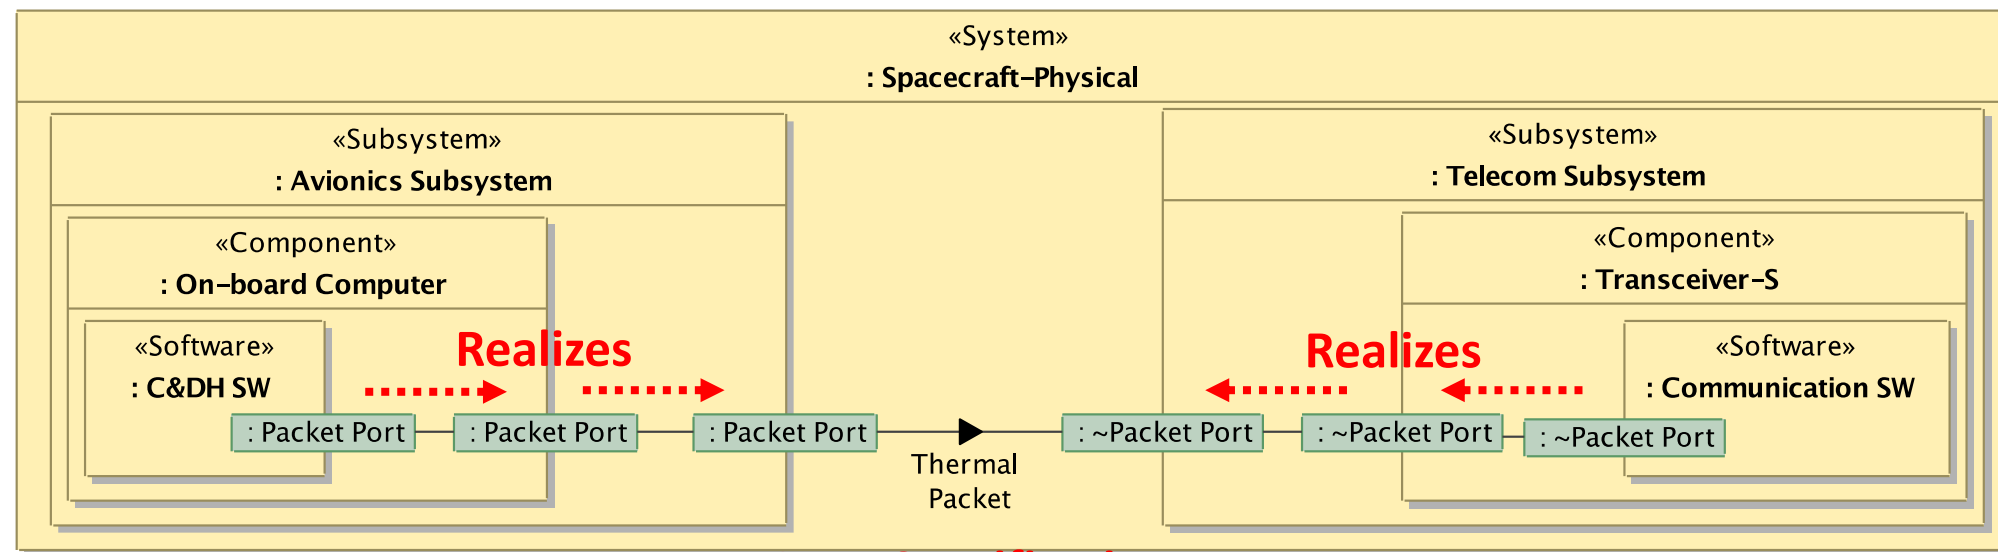 «System»
: Spacecraft-Physical
«Subsystem»
: Avionics Subsystem
«Component»
: On-board Computer
«Software»
: C&DH SW
Realizes
: Packet Port
: Packet Port
: Packet Port
Thermal
Packet
«Subsystem»
: Telecom Subsystem
«Component»
: Transceiver-S
«Software»
: Communication SW
Realizes
: ~Packet Port
: ~Packet Port
: ~Packet Port